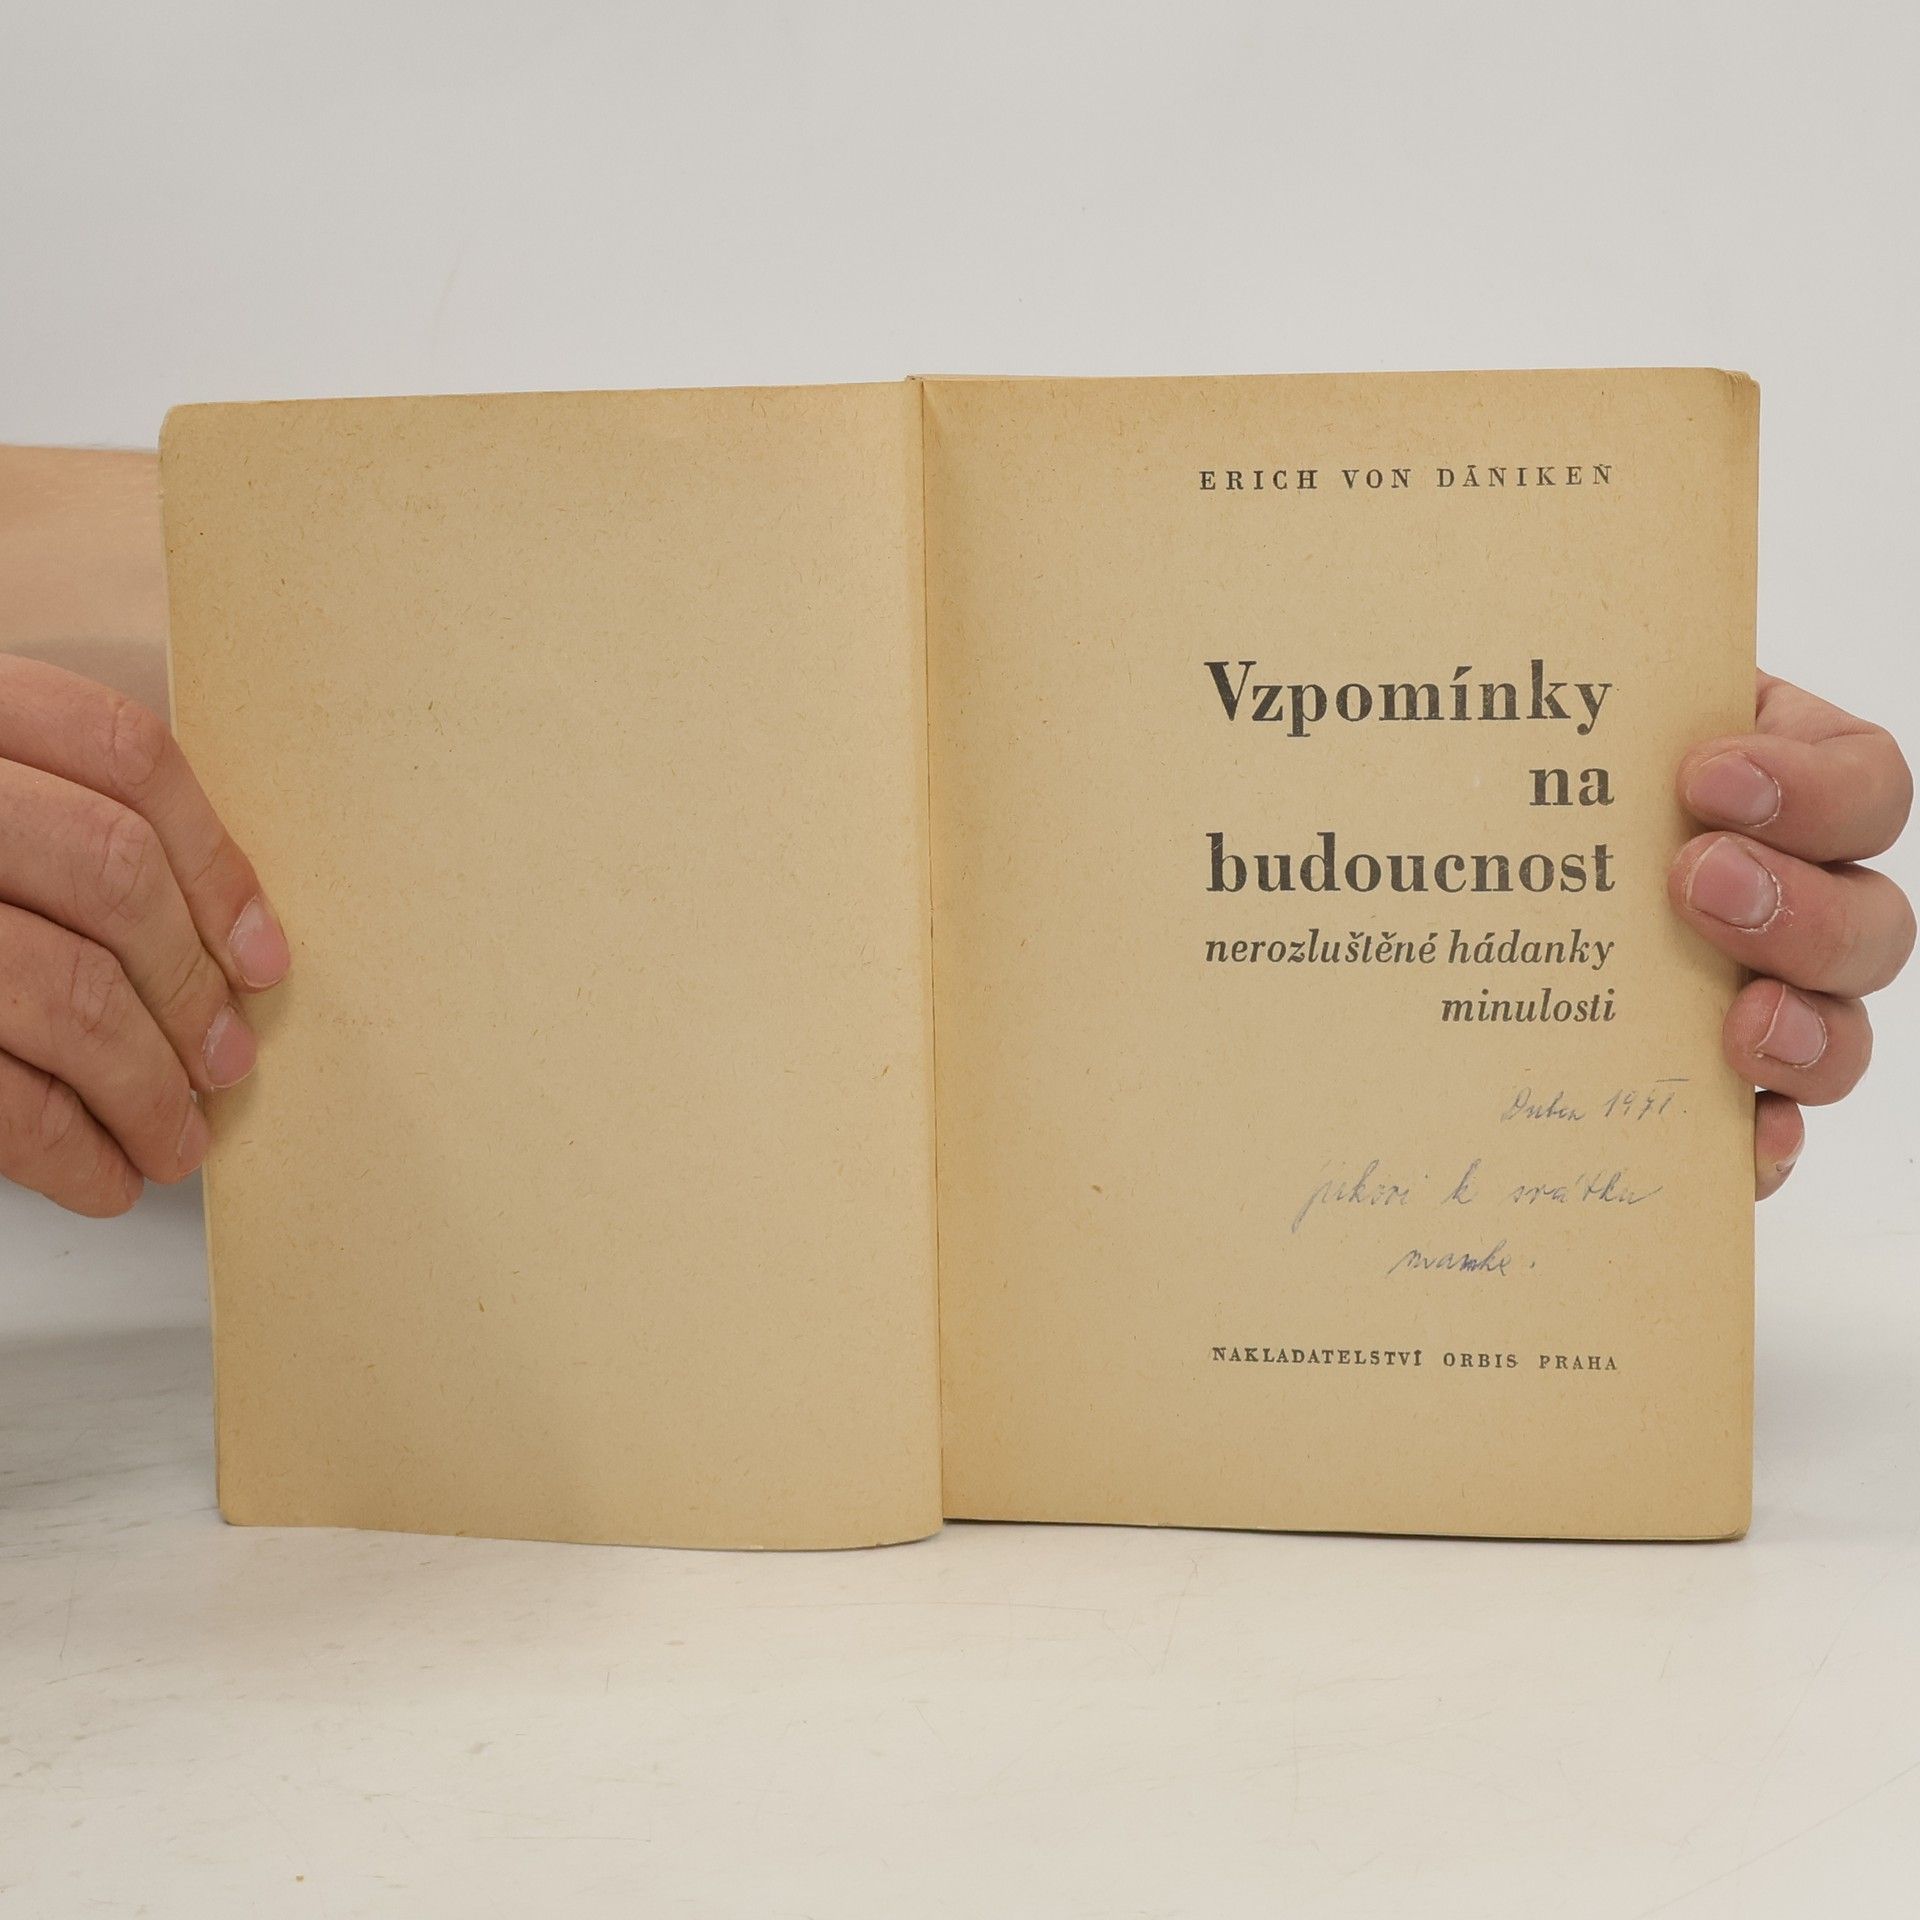 ERICH VON DÄNIKEN
Vzpomínky
na
budoucnost
nerozluštěné hádanky
minulosti
Duben 1971.
k svátku
NAKLADATELSTVÍ ORBIS PRAHA